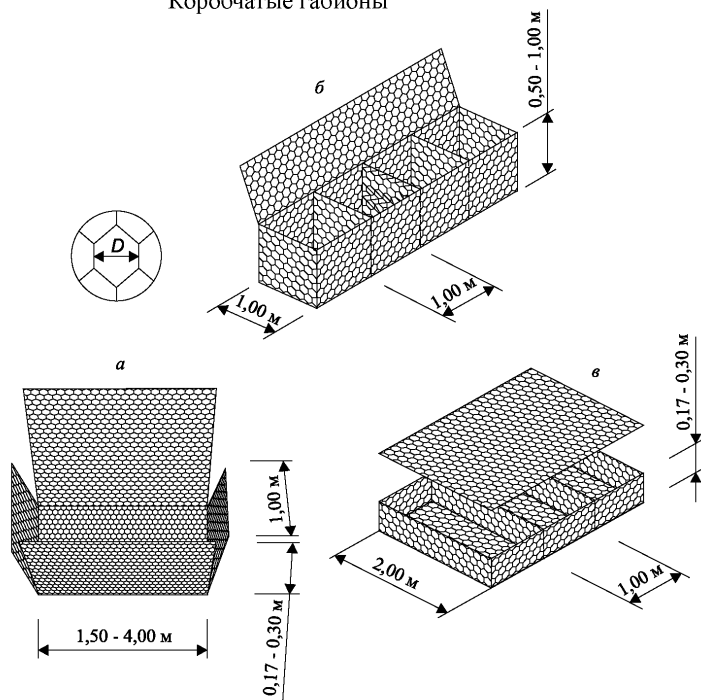 Коробчатые габионы
б
0,50 - 1,00 м
D
1,00 м
1,00 м
а
в
0,17 - 0,30 м
1,00 м
2,00 м
1,00 м
1,50 - 4,00 м
0,17 - 0,30 м